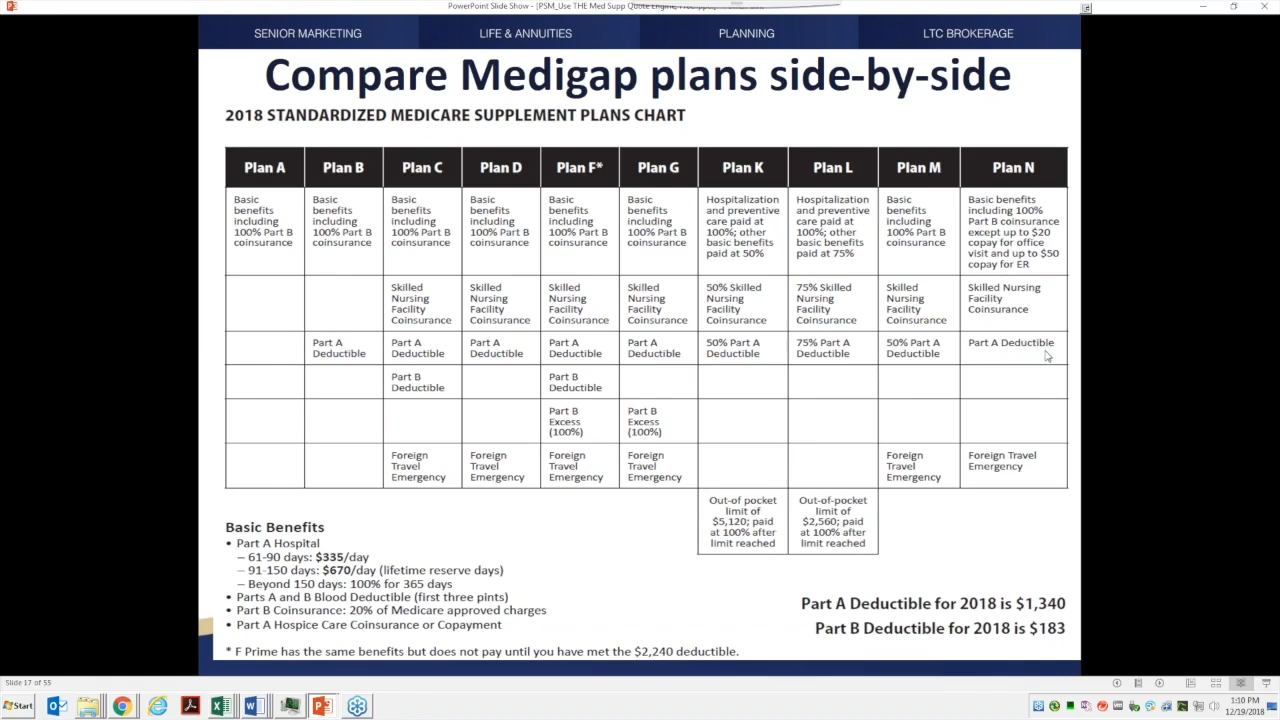 PowerPoint Slide Show - [PSM_Use THE Med Supp Quote Engine,
SENIOR MARKETING
LIFE & ANNUITIES
PLANNING
LTC BROKERAGE
Compare Medigap plans side-by-side
2018 STANDARDIZED MEDICARE SUPPLEMENT PLANS CHART
Plan A
Plan B
Plan C
Plan D
Plan F*
Plan G
Plan K
Plan L
Plan M
Plan N
Basic
benefits
including
100% Part B
coinsurance
Basic
benefits
including
100% Part B
coinsurance
Basic
benefits
including
100% Part B
coinsurance
Basic
benefits
including
100% Part B
coinsurance
Basic
benefits
including
100% Part B
coinsurance
Basic
benefits
including
100% Part B
coinsurance
Hospitalization
and preventive
care paid at
100%; other
basic benefits
paid at 50%
Hospitalization
and preventive
care paid at
100%; other
basic benefits
paid at 75%
Basic
benefits
including
100% Part B
coinsurance
Basic benefits
including 100%
Part B coinsurance
except up to $20
copay for office
visit and up to $50
copay for ER
Skilled
Nursing
Facility
Coinsurance
Skilled
Nursing
Facility
Coinsurance
Skilled
Nursing
Facility
Coinsurance
Skilled
Nursing
Facility
Coinsurance
50% Skilled
Nursing
Facility
Coinsurance
75% Skilled
Nursing
Facility
Coinsurance
Skilled
Nursing
Facility
Coinsurance
Skilled Nursing
Facility
Coinsurance
Part A
Deductible
Part A
Deductible
Part A
Deductible
Part A
Deductible
Part A
Deductible
50% Part A
Deductible
75% Part A
Deductible
50% Part A
Deductible
Part A Deductible
Part B
Deductible
Part B
Deductible
Part B
Excess
(100%)
Part B
Excess
(100%)
Foreign
Travel
Emergency
Foreign
Travel
Emergency
Foreign
Travel
Emergency
Foreign
Travel
Emergency
Foreign
Travel
Emergency
Foreign Travel
Emergency
Out-of pocket
limit of
$5,120; paid
at 100% after
limit reached
Out-of-pocket
limit of
$2,560; paid
at 100% after
limit reached
Basic Benefits
• Part A Hospital
– 61-90 days: $335/day
– 91-150 days: $670/day (lifetime reserve days)
– Beyond 150 days: 100% for 365 days
• Parts A and B Blood Deductible (first three pints)
• Part B Coinsurance: 20% of Medicare approved charges
• Part A Hospice Care Coinsurance or Copayment
Part A Deductible for 2018 is $1,340
Part B Deductible for 2018 is $183
* F Prime has the same benefits but does not pay until you have met the $2,240 deductible.
Slide 17 of 55
Start
1:10 PM
12/19/2018